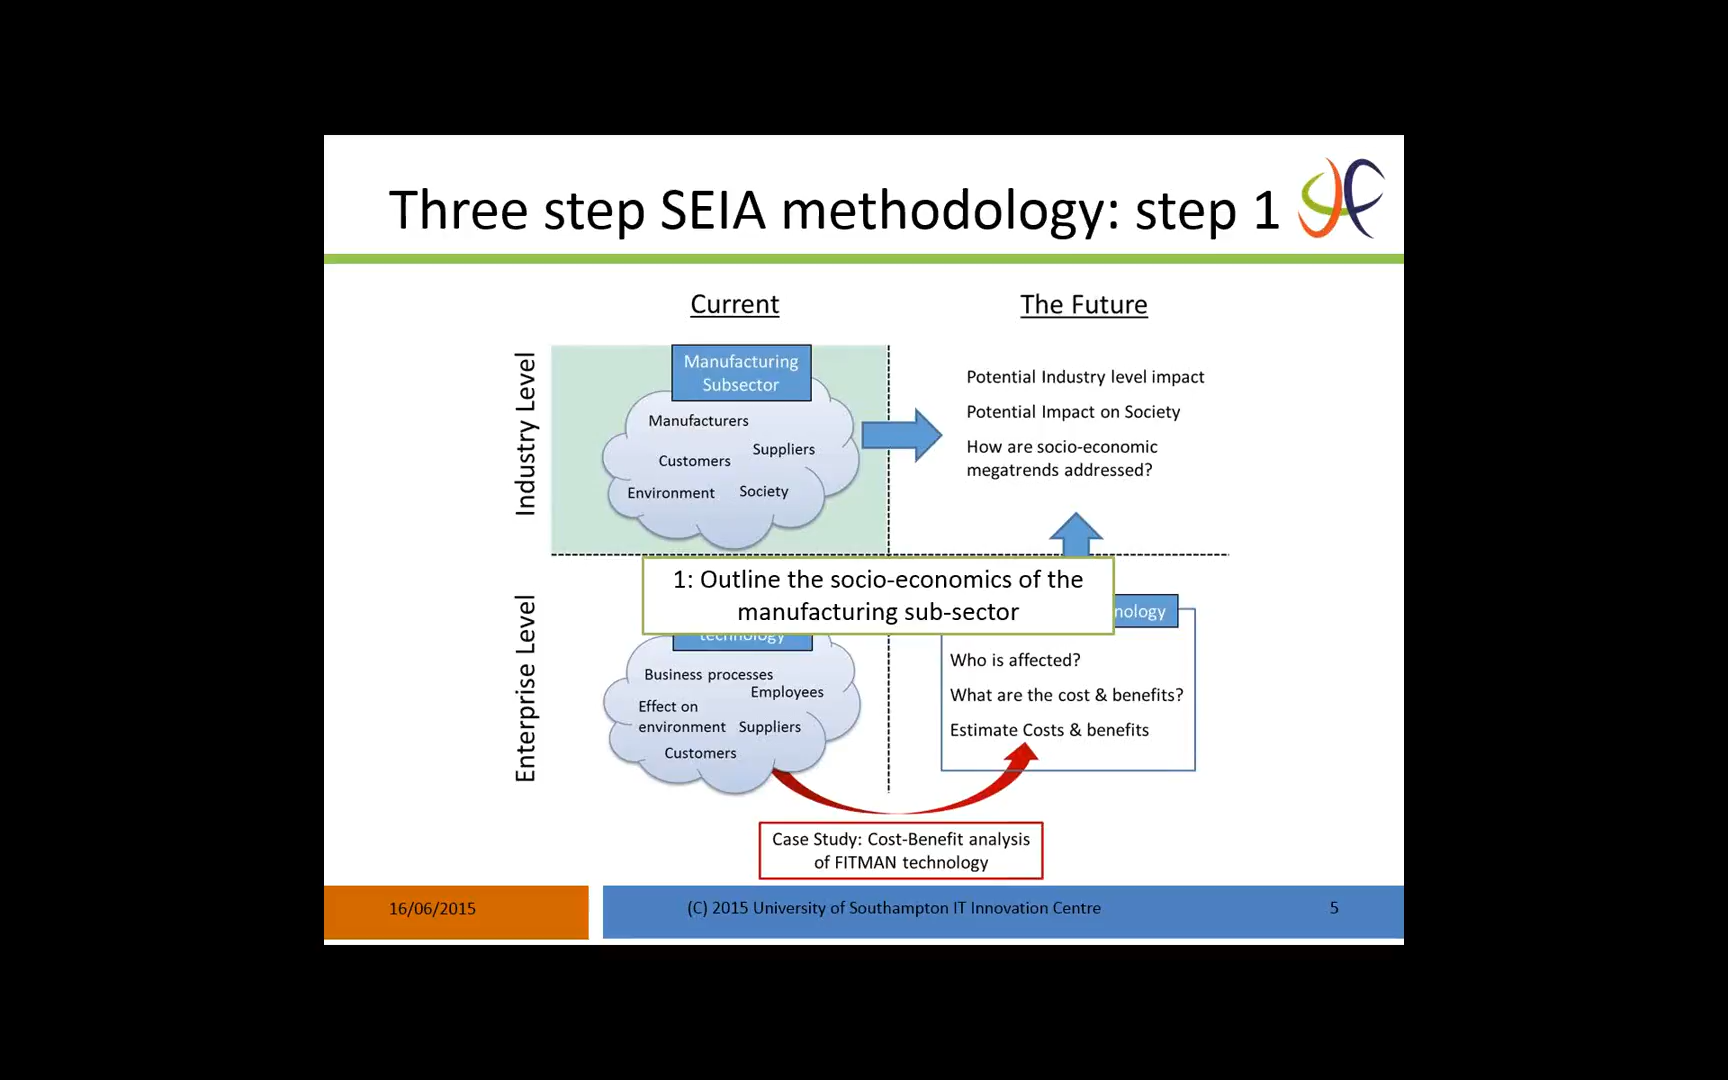 Three step SEIA methodology: step 1
Current
The Future
Industry Level
Manufacturing
Subsector
Manufacturers
Suppliers
Customers
Environment
Society
Potential Industry level impact
Potential Impact on Society
How are socio-economic
megatrends addressed?
1: Outline the socio-economics of the
manufacturing sub-sector
Enterprise Level
technology
Business processes
Employees
Effect on
environment
Suppliers
Customers
nology
Who is affected?
What are the cost & benefits?
Estimate Costs & benefits
Case Study: Cost-Benefit analysis
of FITMAN technology
16/06/2015
(C) 2015 University of Southampton IT Innovation Centre
5